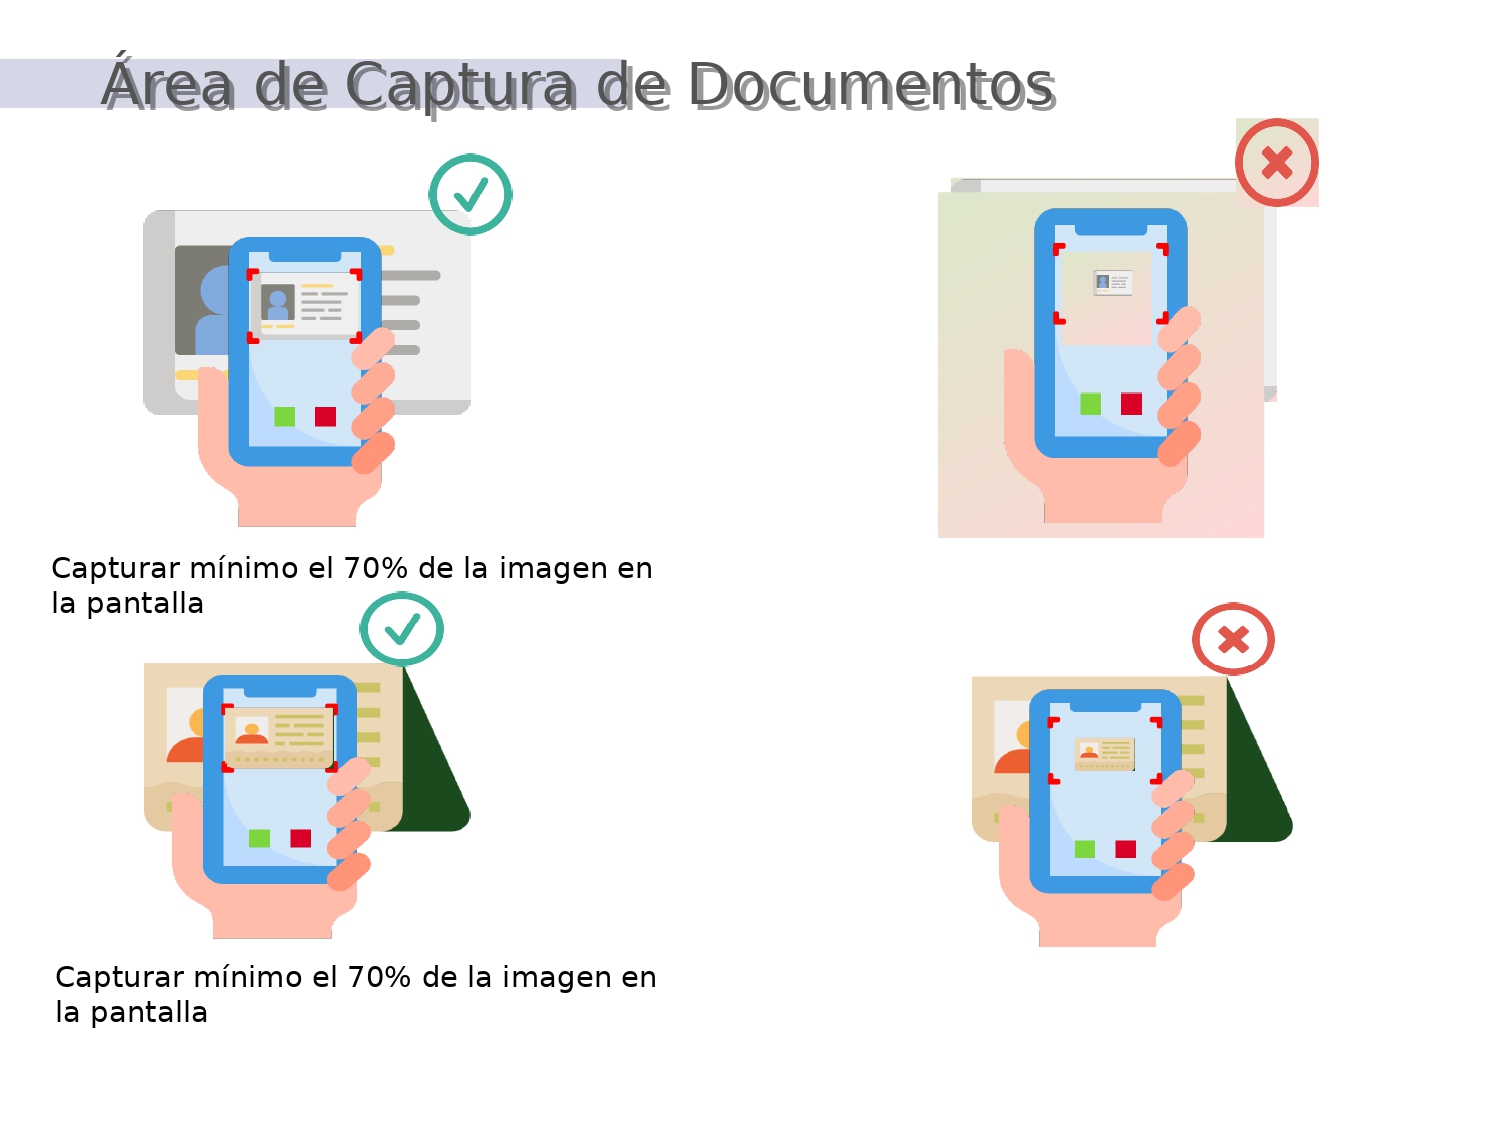 Área de Captura de Documentos
Capturar mínimo el 70% de la imagen en
la pantalla
Capturar mínimo el 70% de la imagen en
la pantalla